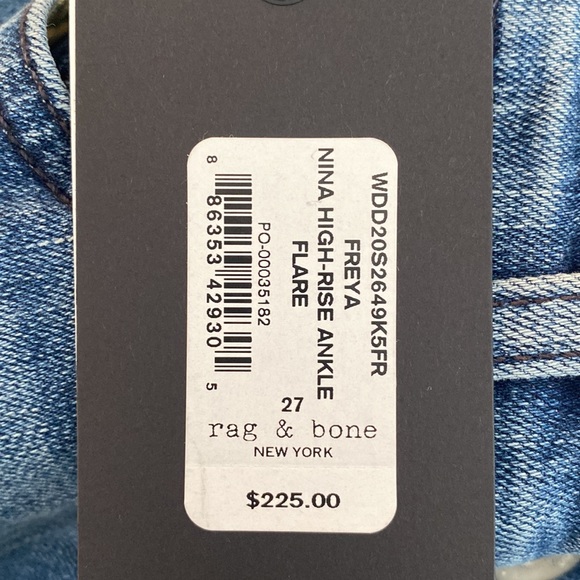 WDD20S2649K5FR
FREYA
NINA HIGH-RISE ANKLE
FLARE
PO-00035182
8 86353 42930 5
27
rag & bone
NEW YORK
$225.00